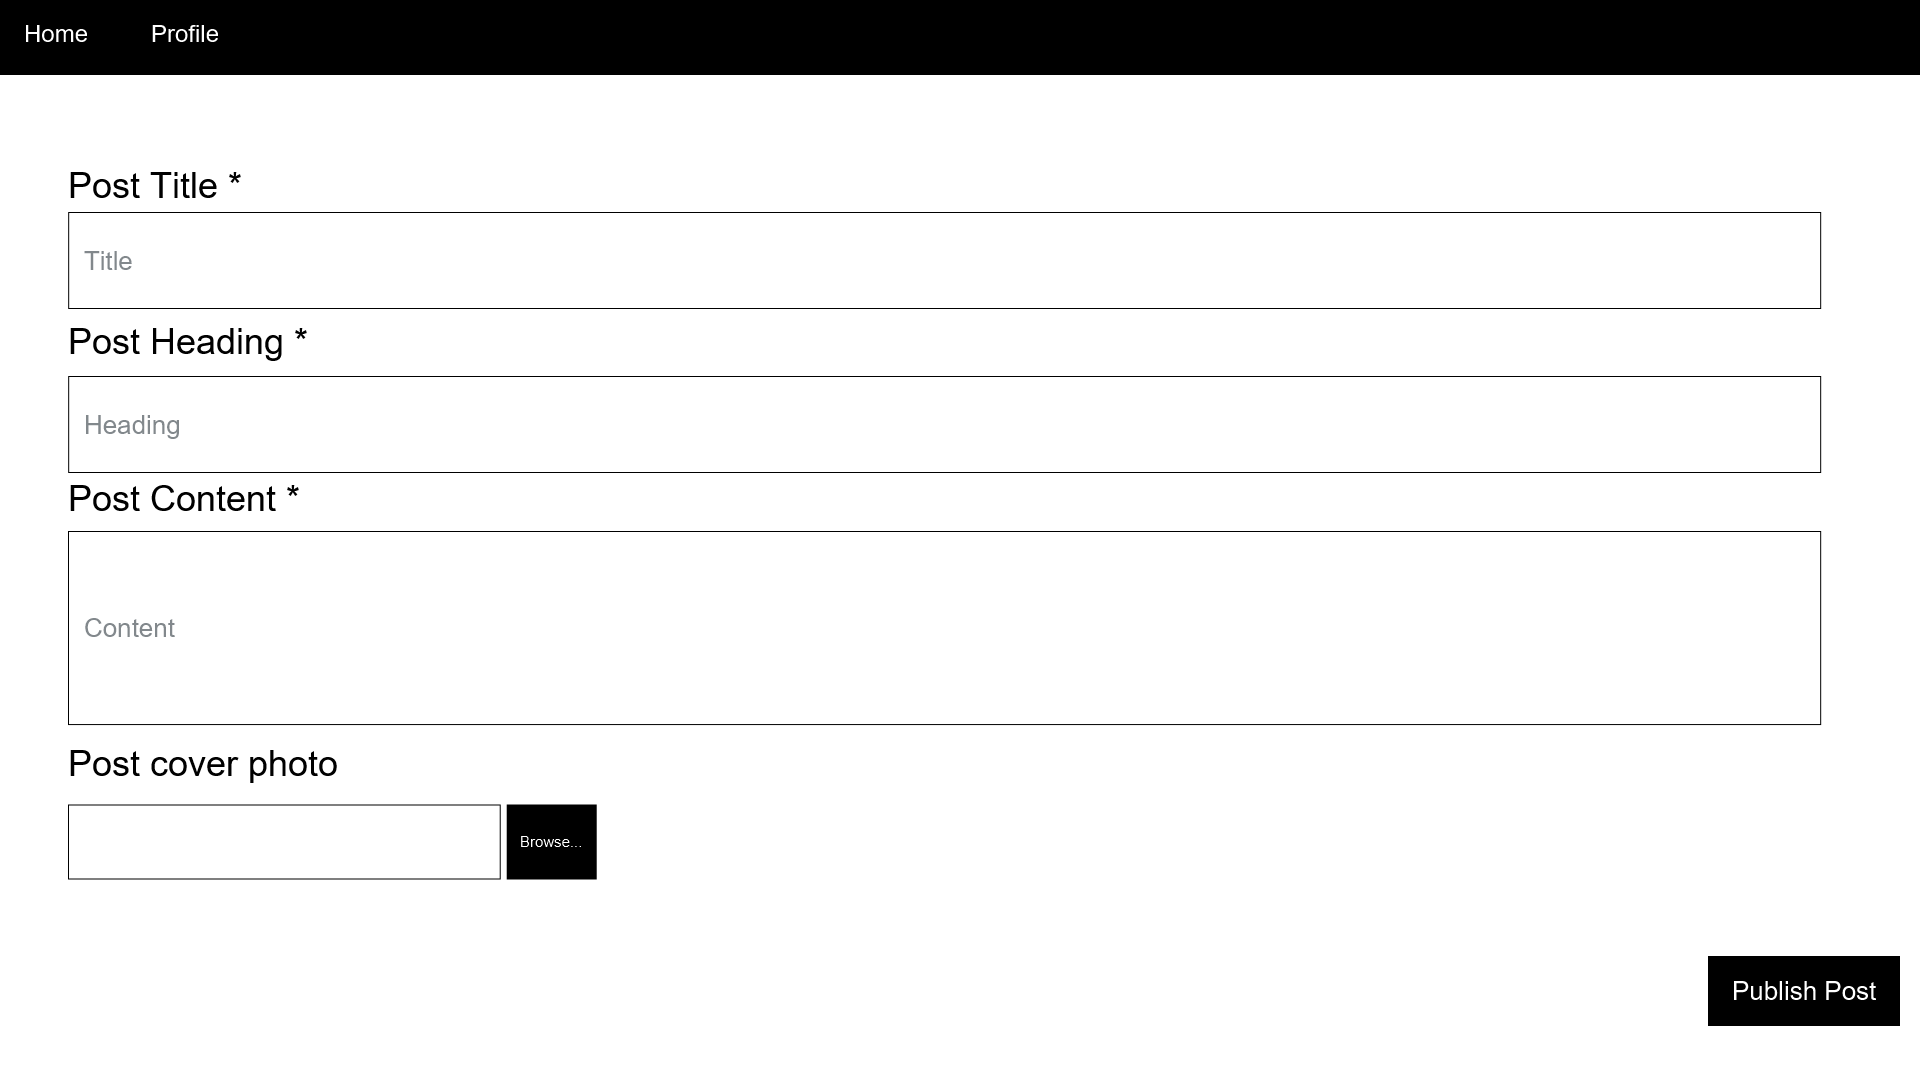 Home Profile
Post Title *
Title
Post Heading *
Heading
Post Content *
Content
Post cover photo
Browse...
Publish Post